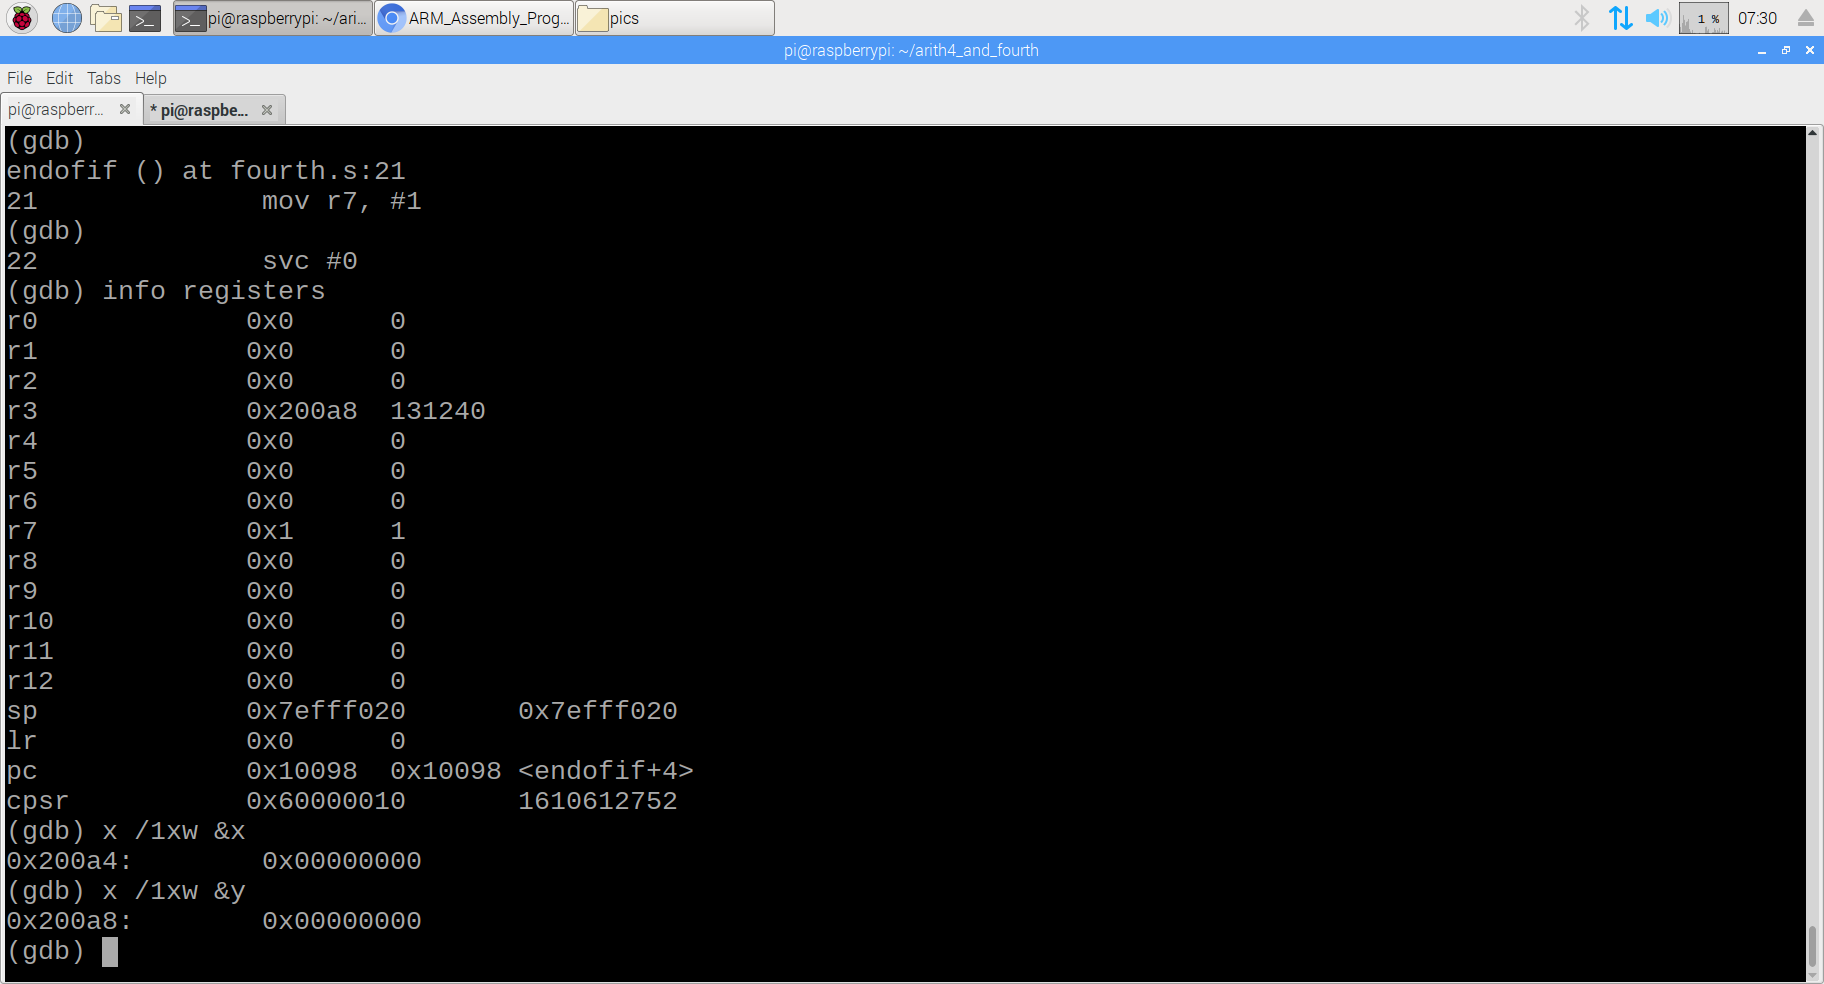 pi@raspberrypi: ~/ari... ARM_Assembly_Prog... pics 1 % 07:30
pi@raspberrypi: ~/arith4_and_fourth
File Edit Tabs Help
pi@raspberr... * pi@raspbe...
(gdb)
endofif () at fourth.s:21
21 mov r7, #1
(gdb)
22 svc #0
(gdb) info registers
r0 0x0 0
r1 0x0 0
r2 0x0 0
r3 0x200a8 131240
r4 0x0 0
r5 0x0 0
r6 0x0 0
r7 0x1 1
r8 0x0 0
r9 0x0 0
r10 0x0 0
r11 0x0 0
r12 0x0 0
sp 0x7efff020 0x7efff020
lr 0x0 0
pc 0x10098 0x10098 <endofif+4>
cpsr 0x60000010 1610612752
(gdb) x /1xw &x
0x200a4: 0x00000000
(gdb) x /1xw &y
0x200a8: 0x00000000
(gdb)